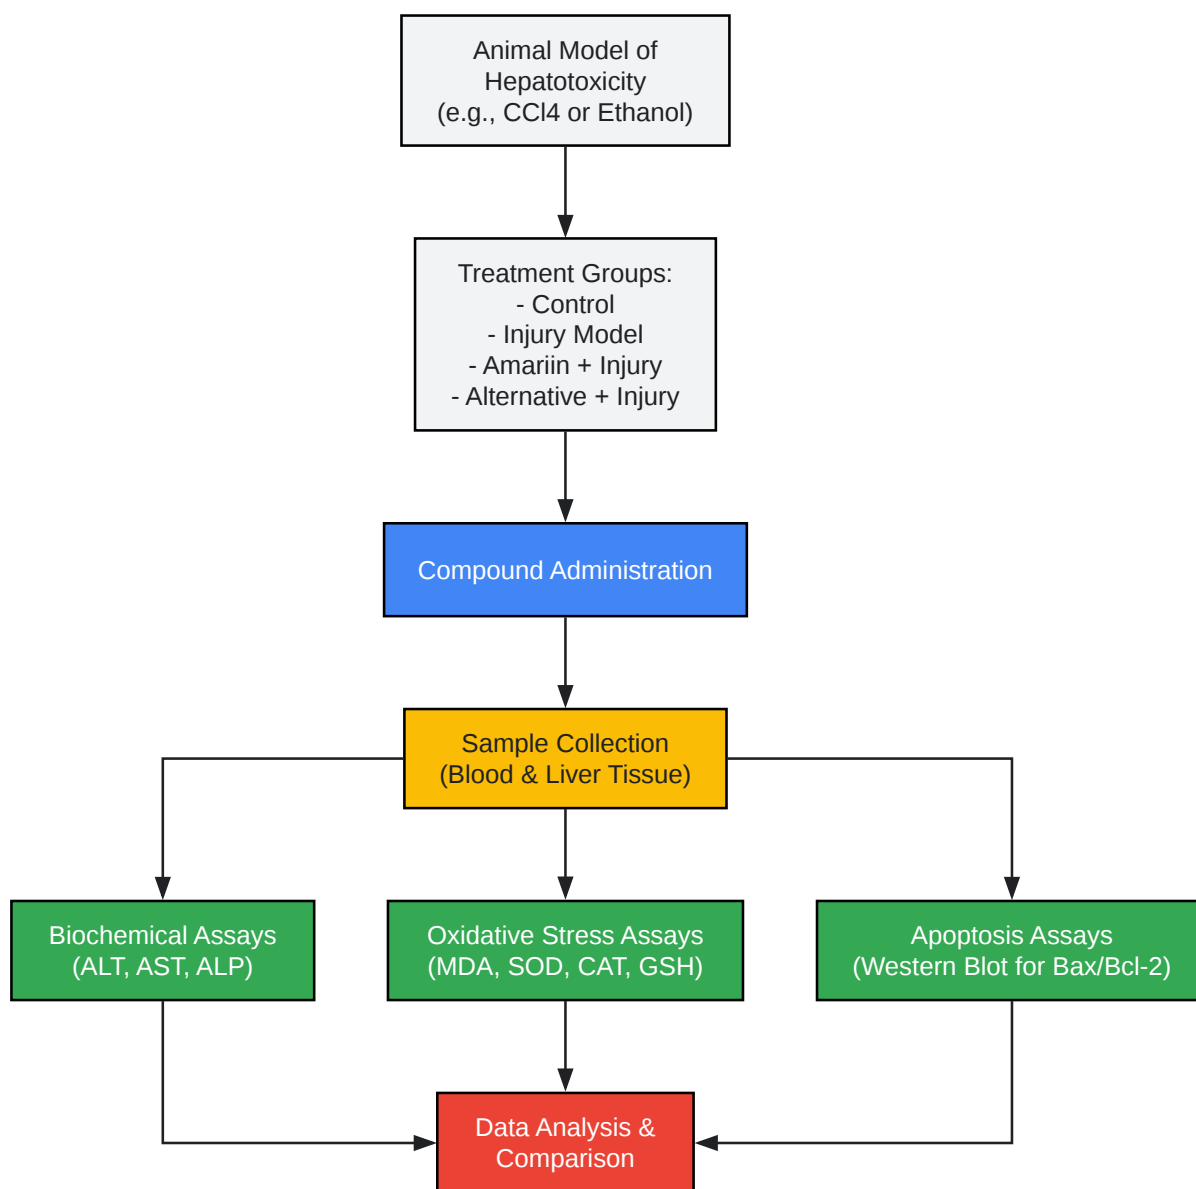 Animal Model of
Hepatotoxicity
(e.g., CCl4 or Ethanol)
Treatment Groups:
- Control
- Injury Model
- Amariin + Injury
- Alternative + Injury
Compound Administration
Sample Collection
(Blood & Liver Tissue)
Biochemical Assays
(ALT, AST, ALP)
Oxidative Stress Assays
(MDA, SOD, CAT, GSH)
Apoptosis Assays
(Western Blot for Bax/Bcl-2)
Data Analysis &
Comparison